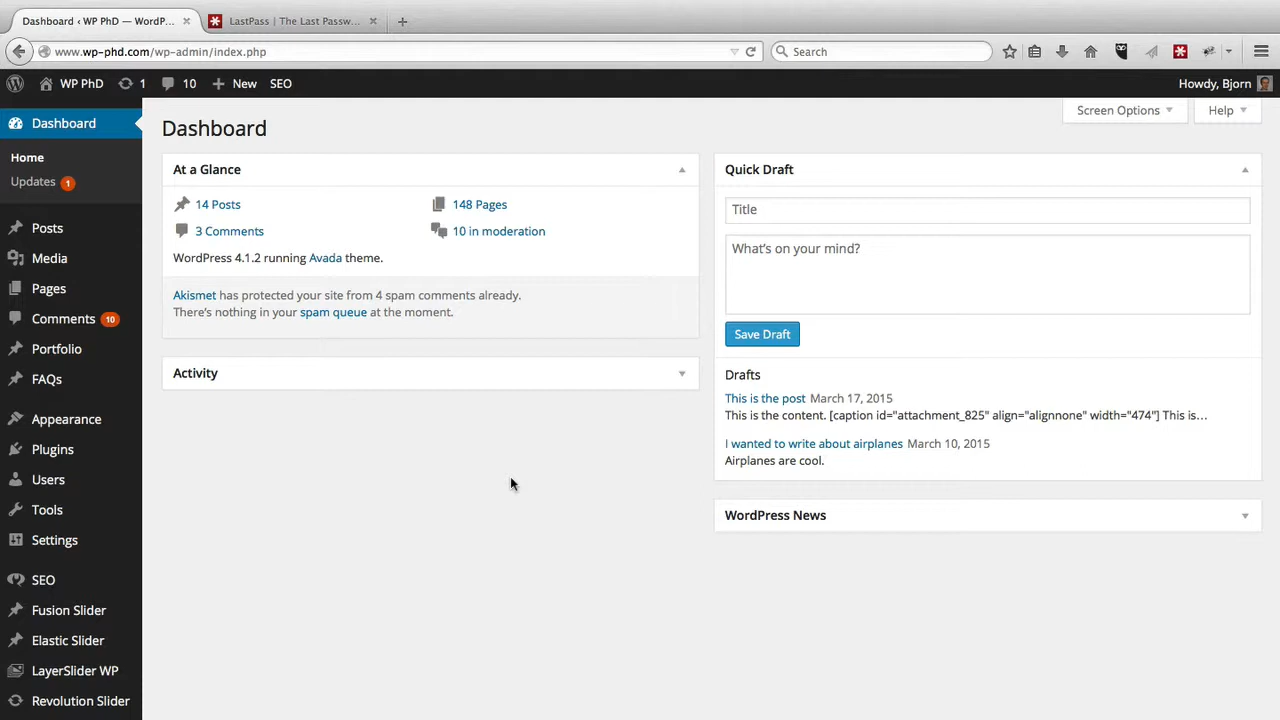 Dashboard ‹ WP PhD — WordP...
LastPass | The Last Passw...
www.wp-phd.com/wp-admin/index.php
Search
WP PhD
1
10
New
SEO
Howdy, Bjorn
Dashboard
Home
Updates 1
Posts
Media
Pages
Comments 10
Portfolio
FAQs
Appearance
Plugins
Users
Tools
Settings
SEO
Fusion Slider
Elastic Slider
LayerSlider WP
Revolution Slider
Screen Options
Help
Dashboard
At a Glance
14 Posts
148 Pages
3 Comments
10 in moderation
WordPress 4.1.2 running Avada theme.
Akismet has protected your site from 4 spam comments already.
There's nothing in your spam queue at the moment.
Activity
Quick Draft
Title
What's on your mind?
Save Draft
Drafts
This is the post March 17, 2015
This is the content. [caption id="attachment_825" align="alignnone" width="474"] This is...
I wanted to write about airplanes March 10, 2015
Airplanes are cool.
WordPress News